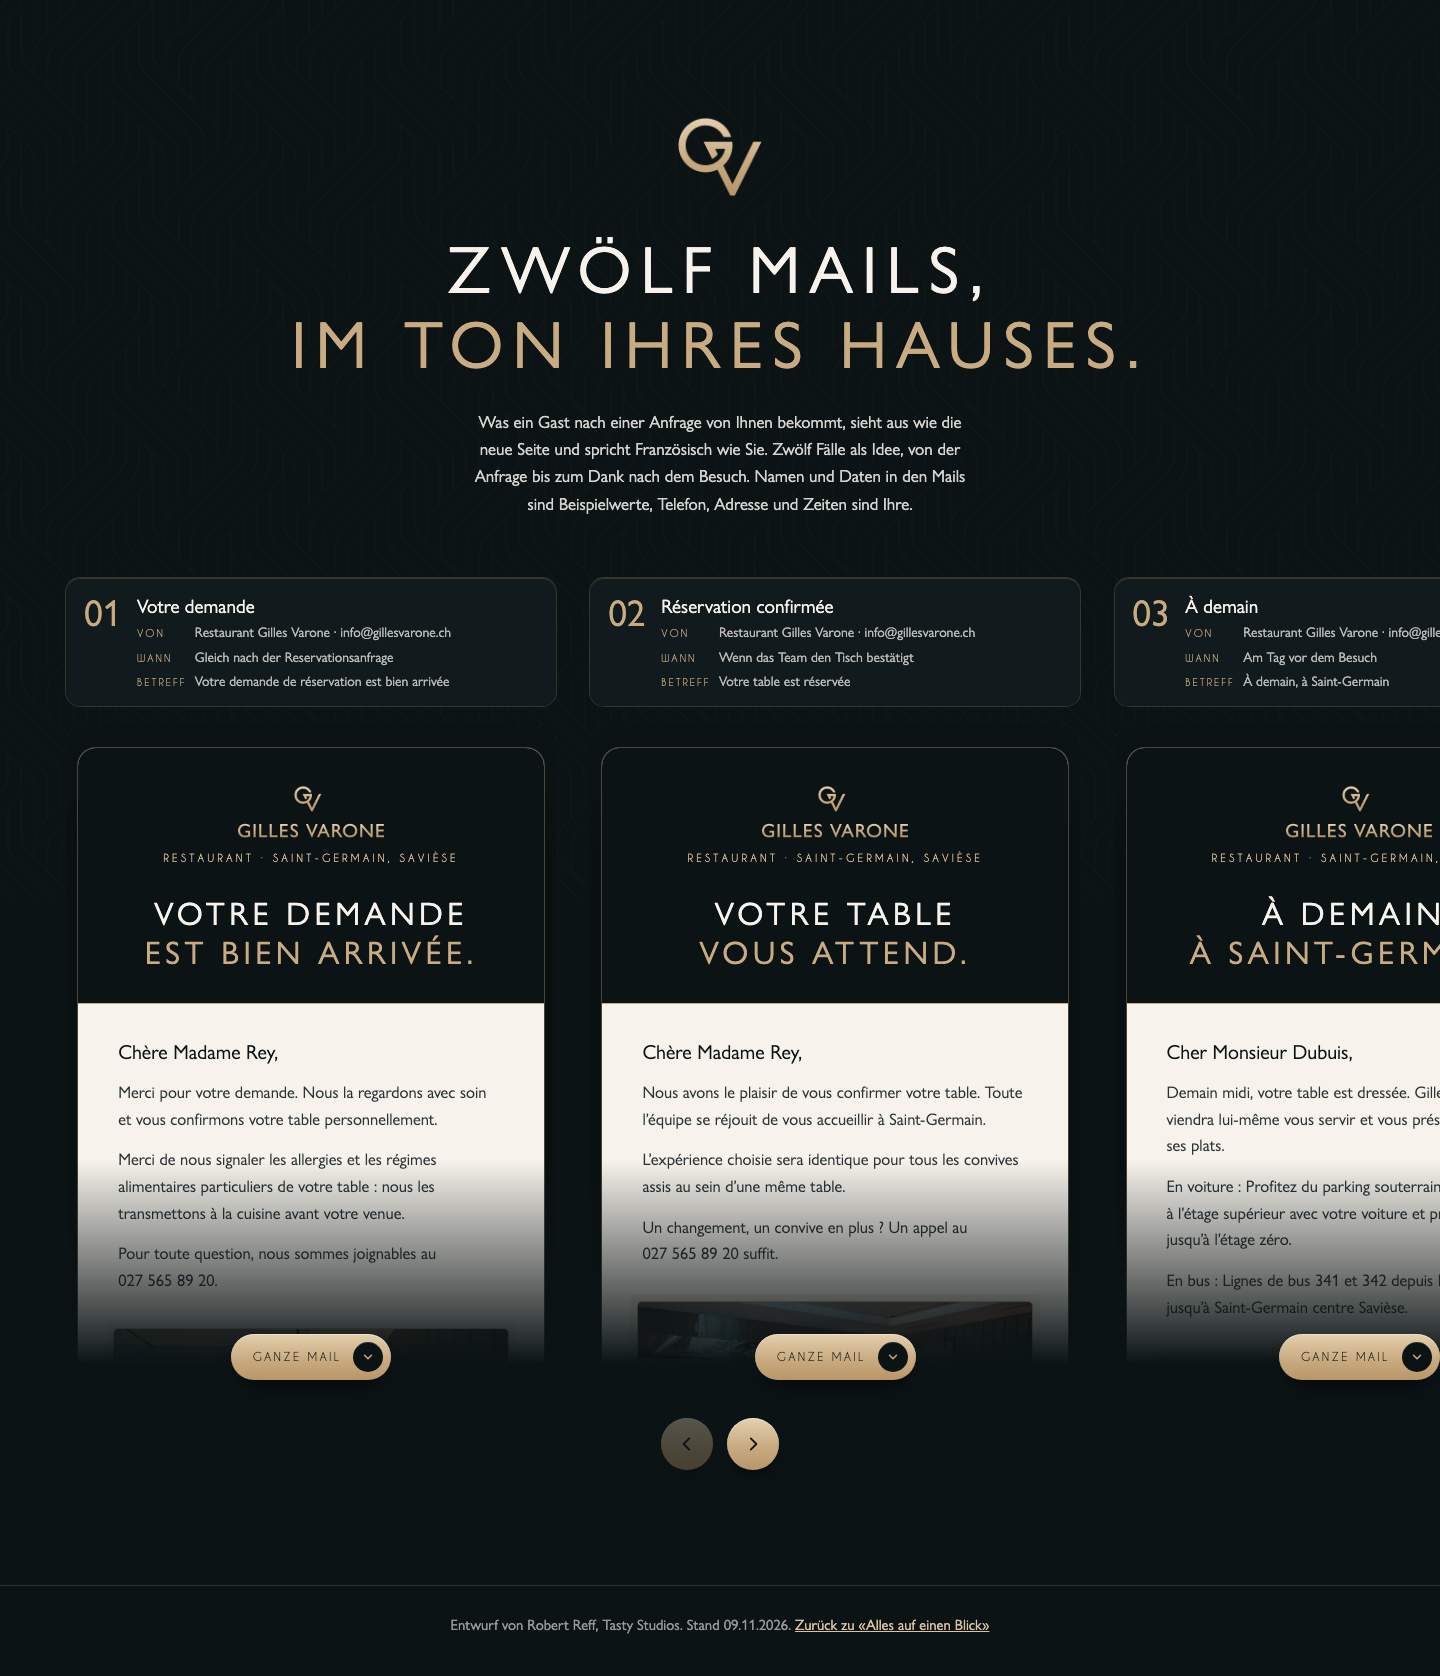 GV
ZWÖLF MAILS,
IM TON IHRES HAUSES.
Was ein Gast nach einer Anfrage von Ihnen bekommt, sieht aus wie die
neue Seite und spricht Französisch wie Sie. Zwölf Fälle als Idee, von der
Anfrage bis zum Dank nach dem Besuch. Namen und Daten in den Mails
sind Beispielwerte, Telefon, Adresse und Zeiten sind Ihre.
01 Votre demande
VON Restaurant Gilles Varone · info@gillesvarone.ch
WANN Gleich nach der Reservationsanfrage
BETREFF Votre demande de réservation est bien arrivée
GV
GILLES VARONE
RESTAURANT · SAINT-GERMAIN, SAVIÈSE
VOTRE DEMANDE
EST BIEN ARRIVÉE.
Chère Madame Rey,
Merci pour votre demande. Nous la regardons avec soin
et vous confirmons votre table personnellement.
Merci de nous signaler les allergies et les régimes
alimentaires particuliers de votre table : nous les
transmettons à la cuisine avant votre venue.
Pour toute question, nous sommes joignables au
027 565 89 20.
GANZE MAIL
02 Réservation confirmée
VON Restaurant Gilles Varone · info@gillesvarone.ch
WANN Wenn das Team den Tisch bestätigt
BETREFF Votre table est réservée
GV
GILLES VARONE
RESTAURANT · SAINT-GERMAIN, SAVIÈSE
VOTRE TABLE
VOUS ATTEND.
Chère Madame Rey,
Nous avons le plaisir de vous confirmer votre table. Toute
l’équipe se réjouit de vous accueillir à Saint-Germain.
L’expérience choisie sera identique pour tous les convives
assis au sein d’une même table.
Un changement, un convive en plus ? Un appel au
027 565 89 20 suffit.
GANZE MAIL
03 À demain
VON Restaurant Gilles Varone · info@gille
WANN Am Tag vor dem Besuch
BETREFF À demain, à Saint-Germain
GV
GILLES VARONE
RESTAURANT · SAINT-GERMAIN,
À DEMAIN
À SAINT-GERM
Cher Monsieur Dubuis,
Demain midi, votre table est dressée. Gille
viendra lui-même vous servir et vous prés
ses plats.
En voiture : Profitez du parking souterrain
à l’étage supérieur avec votre voiture et pr
jusqu’à l’étage zéro.
En bus : Lignes de bus 341 et 342 depuis
jusqu’à Saint-Germain centre Savièse.
GANZE MAIL
Entwurf von Robert Reff, Tasty Studios. Stand 09.11.2026. Zurück zu «Alles auf einen Blick»